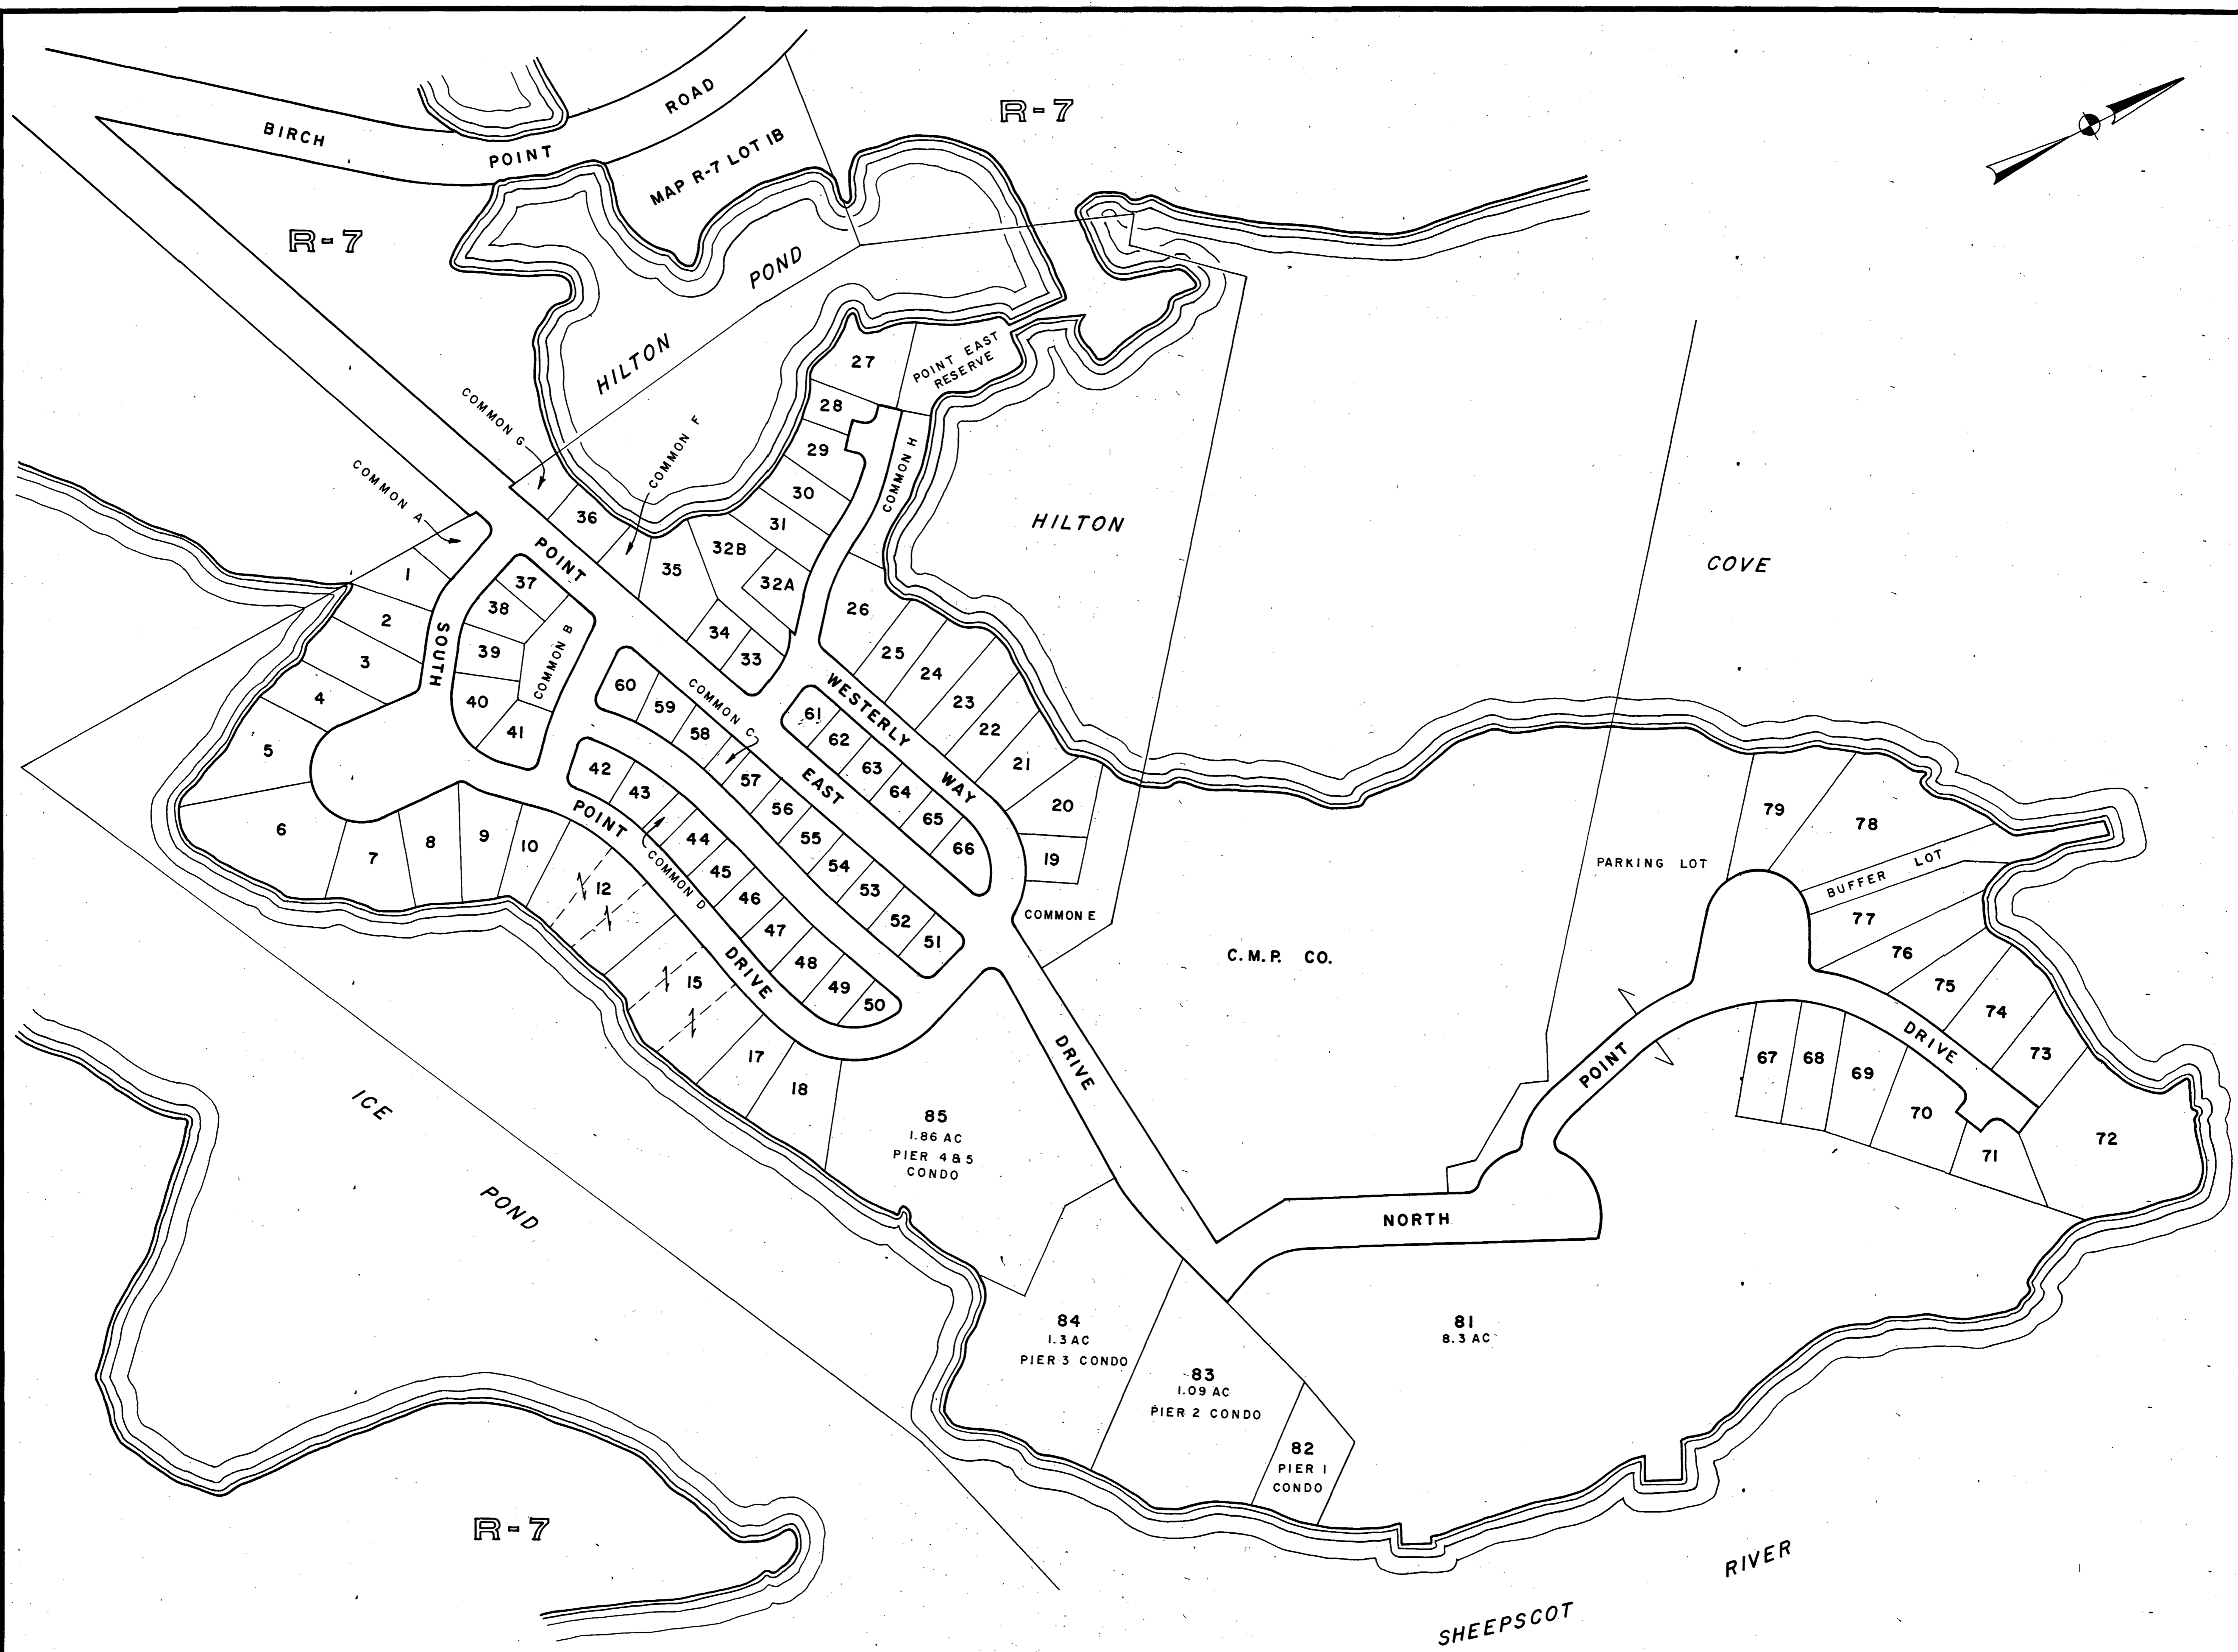 BIRCH
POINT
ROAD
R-7
MAP R-7 LOT 1B
R-7
HILTON
POND
POINT EAST
RESERVE
COMMON G
COMMON F
COMMON A
COMMON H
27
28
29
30
31
32B
32A
33
34
35
36
HILTON
COVE
POINT
EAST
DRIVE
SOUTH
POINT
DRIVE
WESTERLY
WAY
COMMON B
COMMON C
COMMON D
COMMON E
1
2
3
4
5
6
7
8
9
10
12
15
17
18
19
20
21
22
23
24
25
26
37
38
39
40
41
42
43
44
45
46
47
48
49
50
51
52
53
54
55
56
57
58
59
60
61
62
63
64
65
66
C.M.P. CO.
PARKING LOT
79
78
BUFFER LOT
77
76
75
74
73
72
71
70
69
68
67
NORTH
POINT
DRIVE
85
1.86 AC
PIER 4 & 5
CONDO
84
1.3 AC
PIER 3 CONDO
83
1.09 AC
PIER 2 CONDO
82
PIER 1
CONDO
81
8.3 AC
ICE
POND
R-7
SHEEPSCOT
RIVER